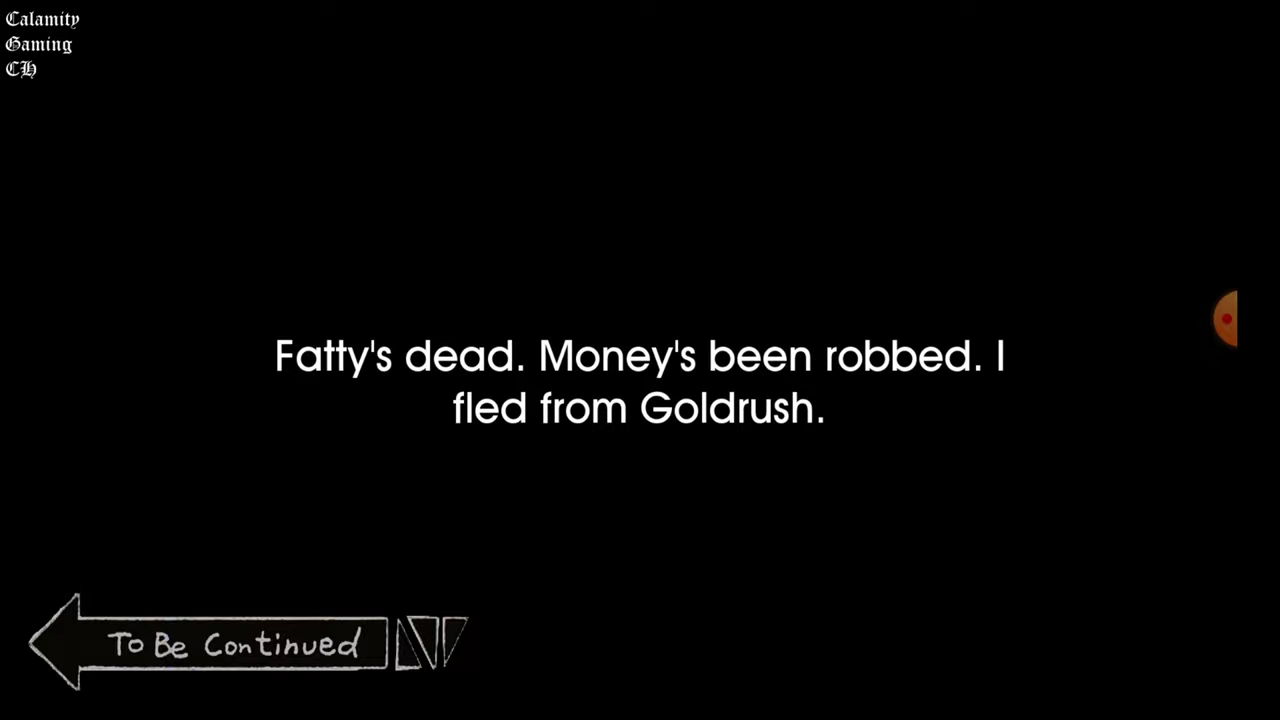 Calamity
Gaming
CH
Fatty's dead. Money's been robbed. I
fled from Goldrush.
To Be Continued